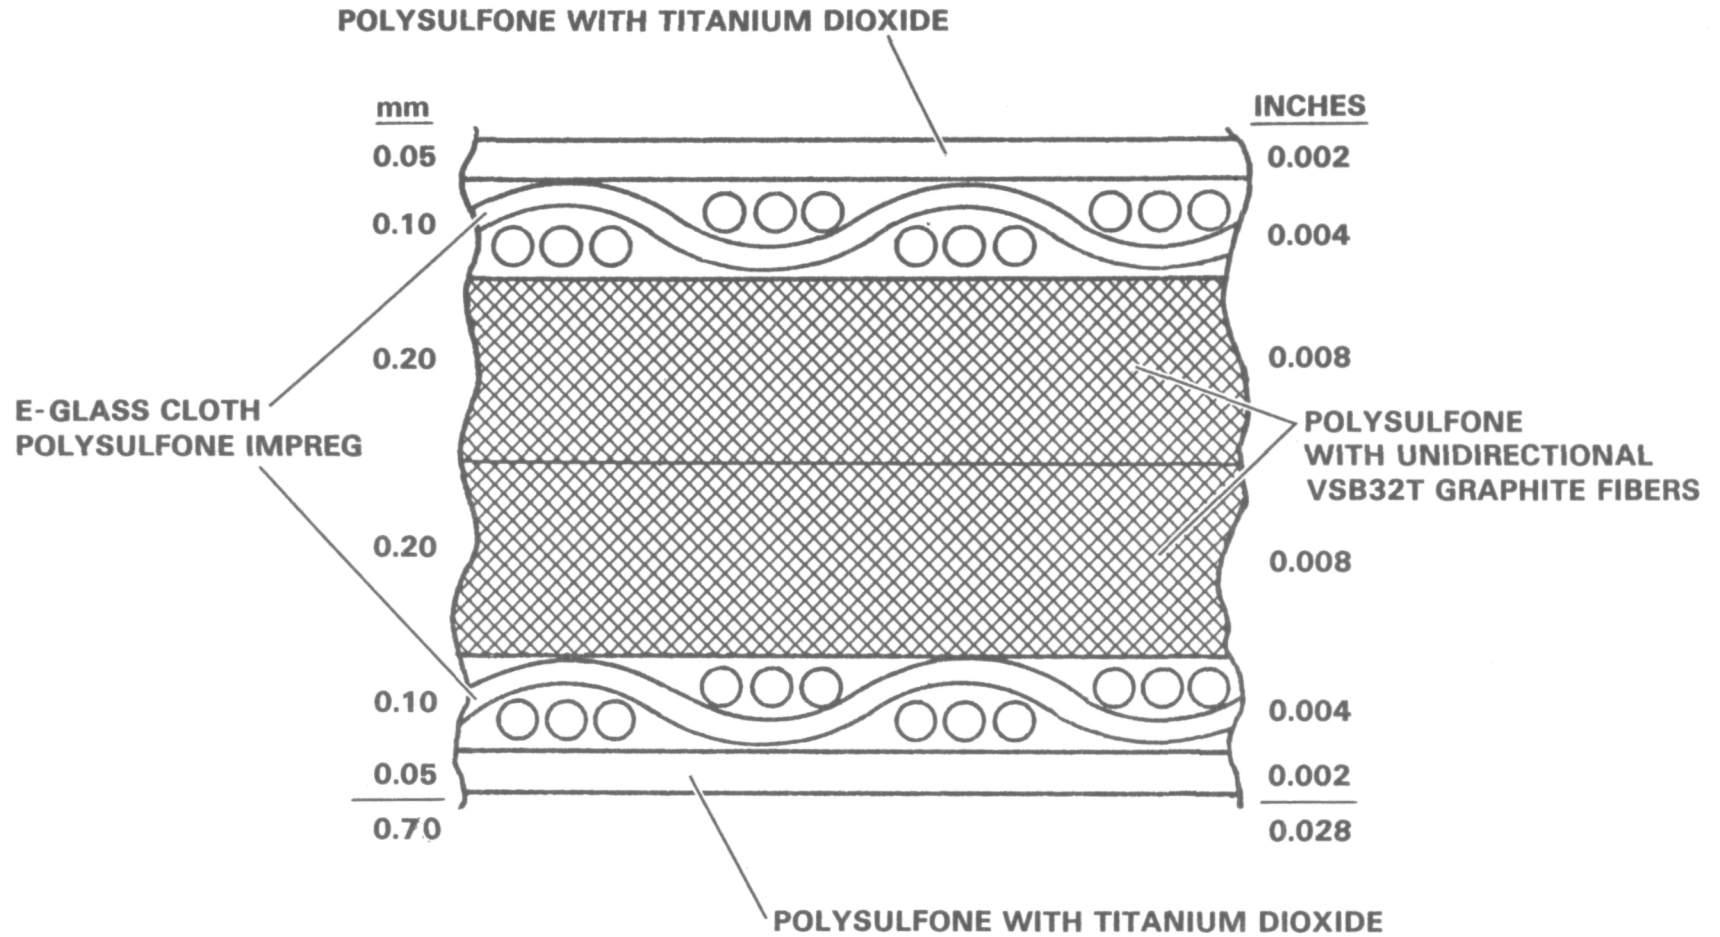 POLYSULFONE WITH TITANIUM DIOXIDE
mm
INCHES
0.05
0.002
0.10
0.004
0.20
0.008
E-GLASS CLOTH
POLYSULFONE IMPREG
POLYSULFONE
WITH UNIDIRECTIONAL
VSB32T GRAPHITE FIBERS
0.20
0.008
0.10
0.004
0.05
0.002
0.70
0.028
POLYSULFONE WITH TITANIUM DIOXIDE